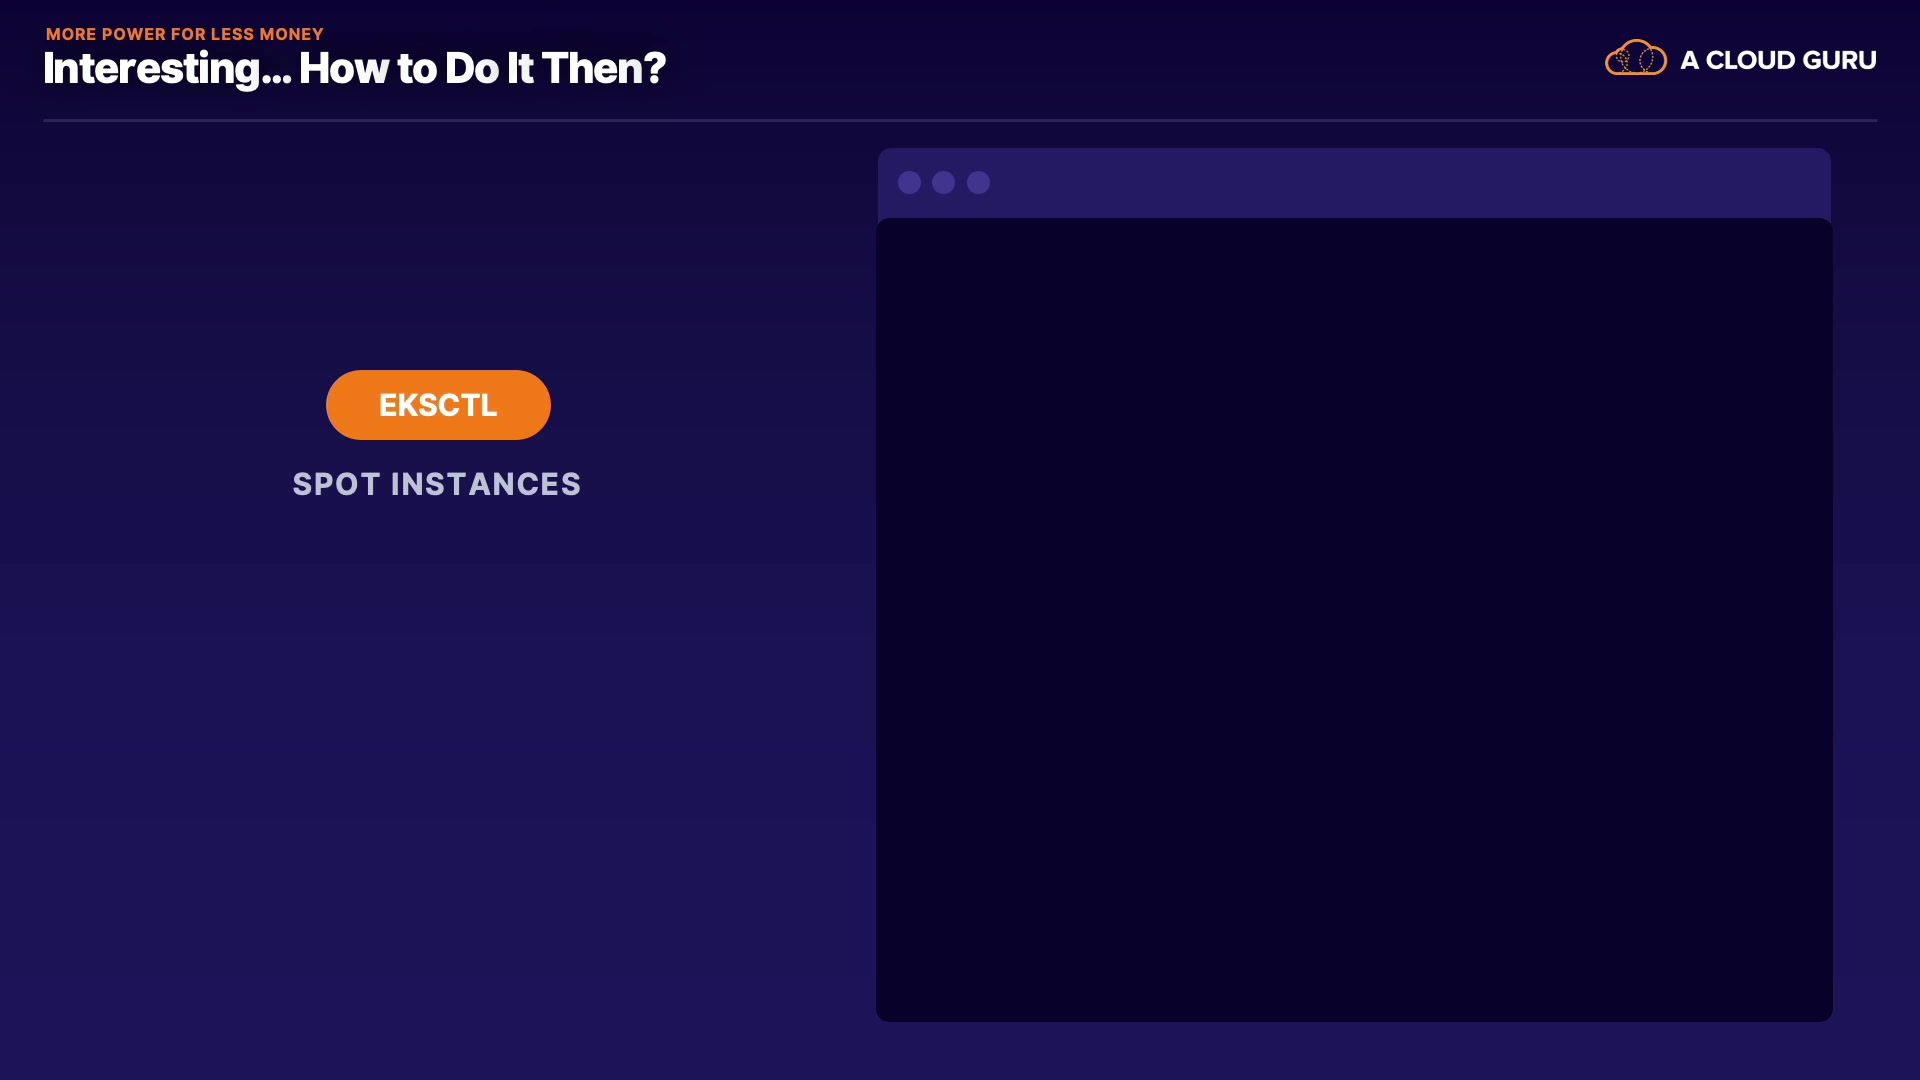 MORE POWER FOR LESS MONEY
Interesting... How to Do It Then?
A CLOUD GURU
EKSCTL
SPOT INSTANCES